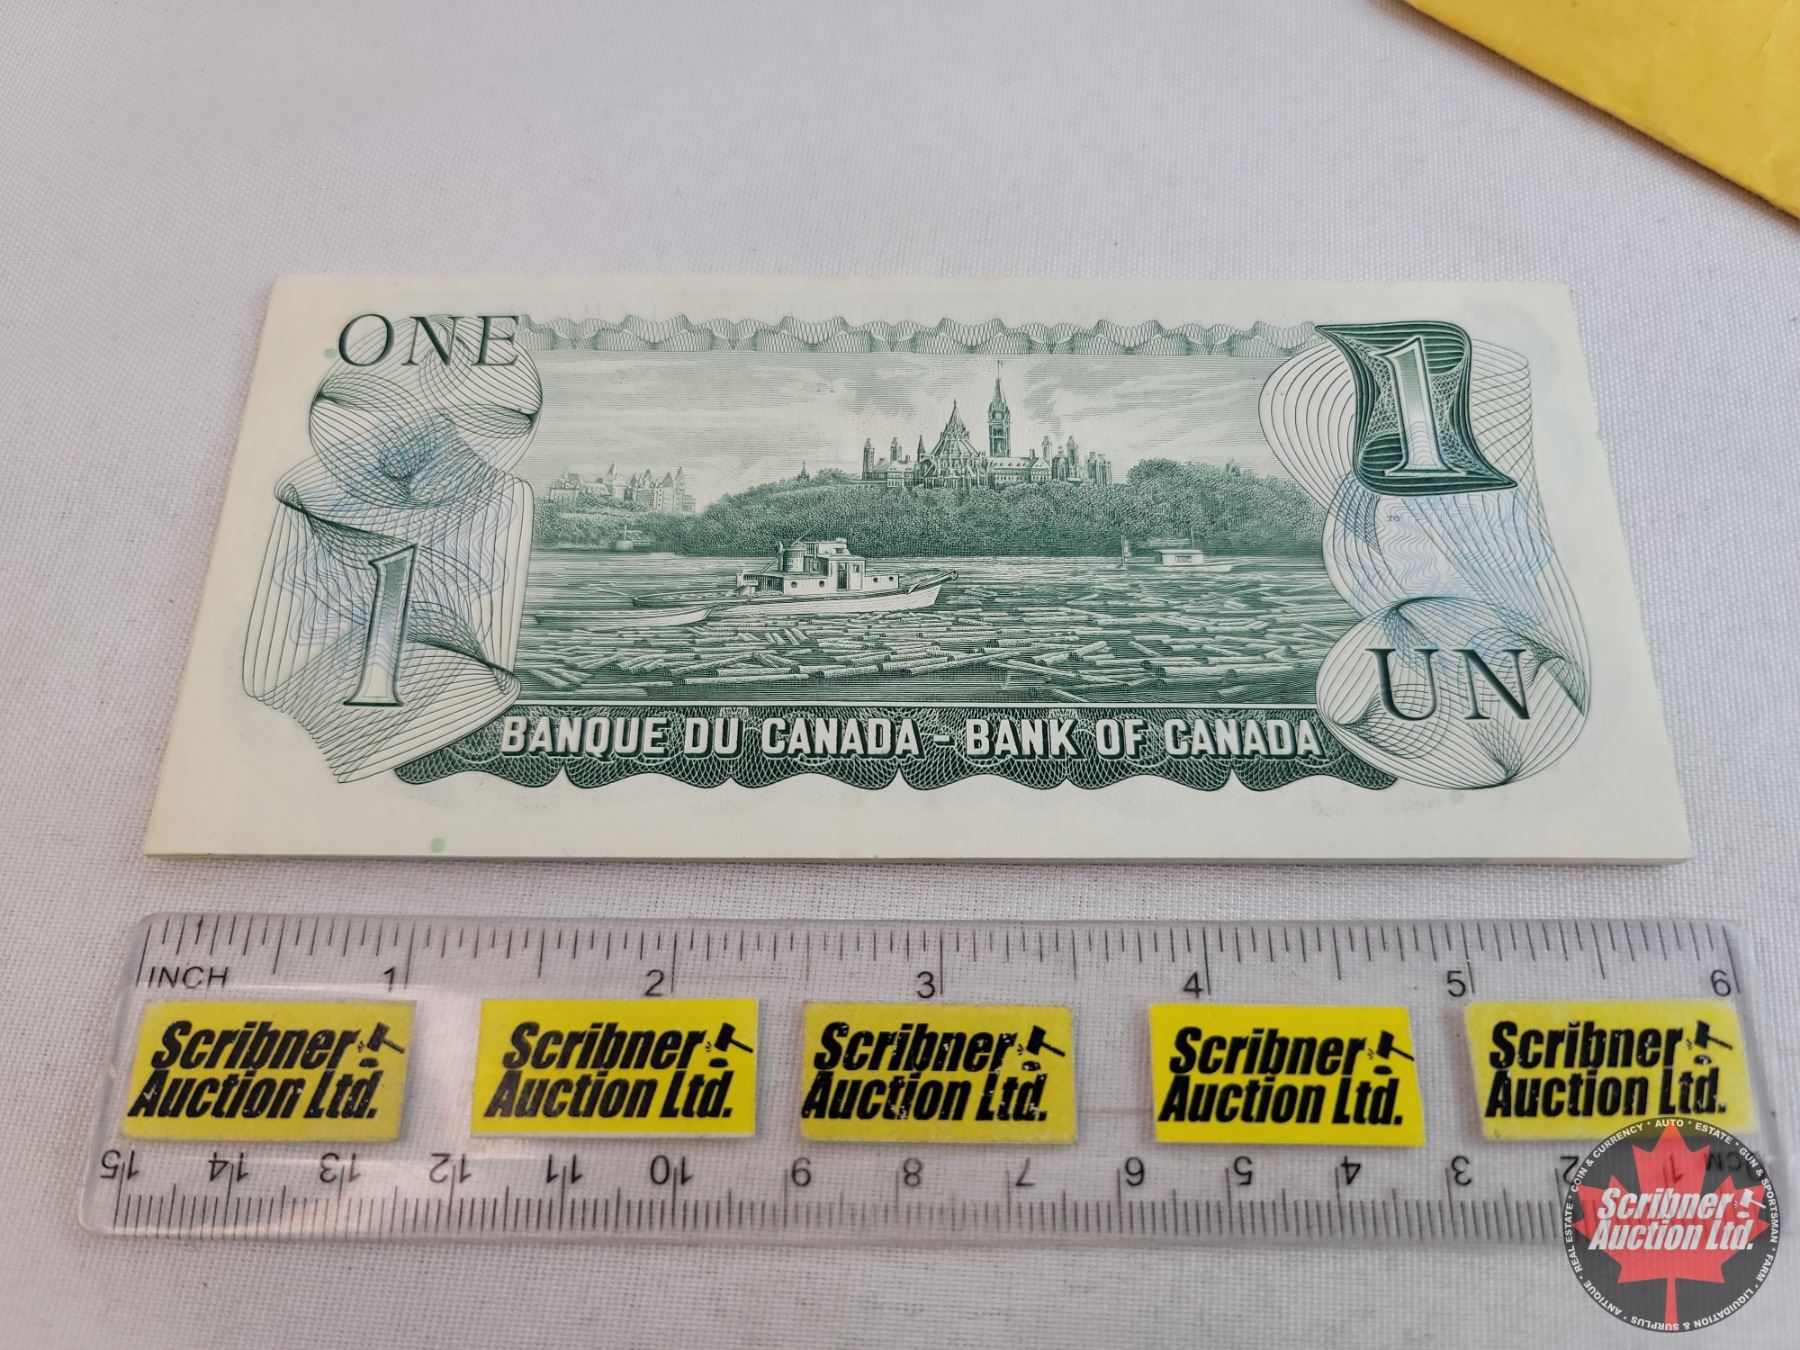 ONE
1
1
UN
BANQUE DU CANADA - BANK OF CANADA
INCH 1 2 3 4 5 6
Scribner
Auction Ltd.
Scribner
Auction Ltd.
Scribner
Auction Ltd.
Scribner
Auction Ltd.
Scribner
Auction Ltd.
15 14 13 12 11 10 9 8 7 6 5 4 3 2 1 CM
ANTIQUE * REAL ESTATE * COIN & CURRENCY * AUTO * ESTATE * GUN & SPORTSMAN * FARM * LIQUIDATION & SURPLUS *
Scribner
Auction Ltd.